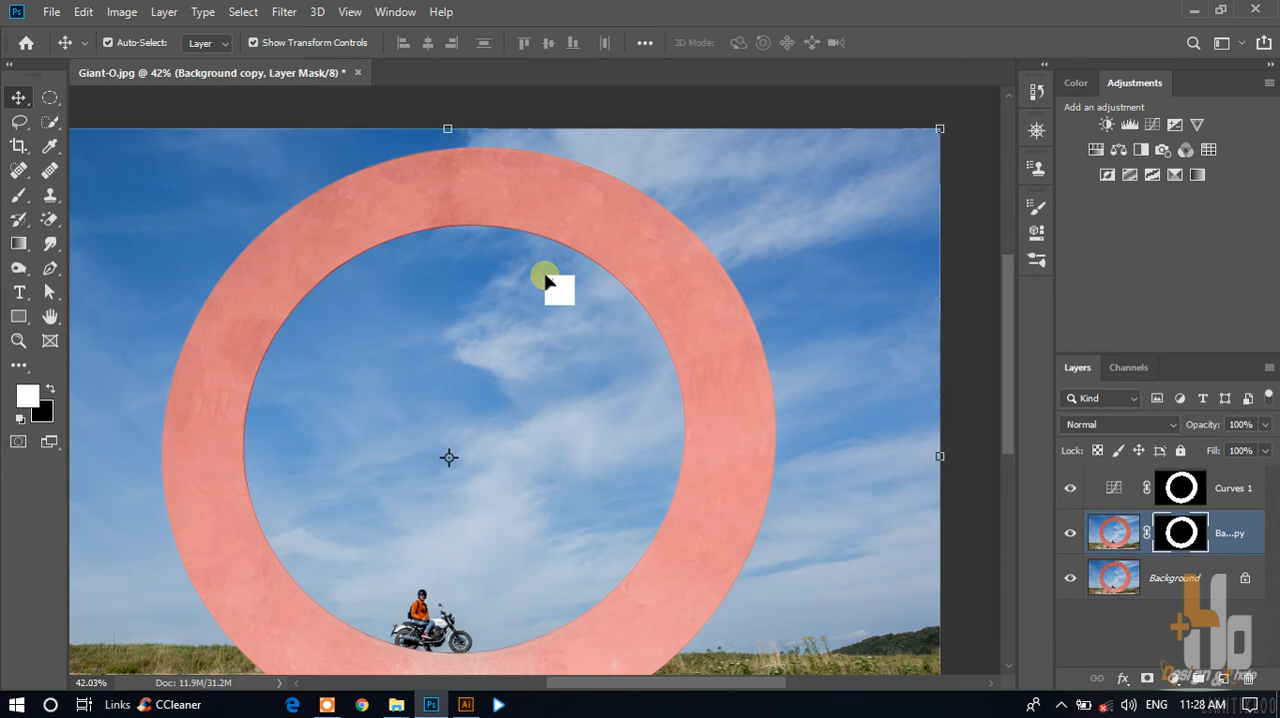 Ps File Edit Image Layer Type Select Filter 3D View Window Help
Auto-Select: Layer Show Transform Controls 3D Mode:
Giant-O.jpg @ 42% (Background copy, Layer Mask/8) * ×
Color Adjustments
Add an adjustment
Layers Channels
Kind
Normal Opacity: 100%
Lock: Fill: 100%
Curves 1
Ba...py
Background
42.03% Doc: 11.9M/31.2M
Links CCleaner Ps Ai ENG 11:28 AM